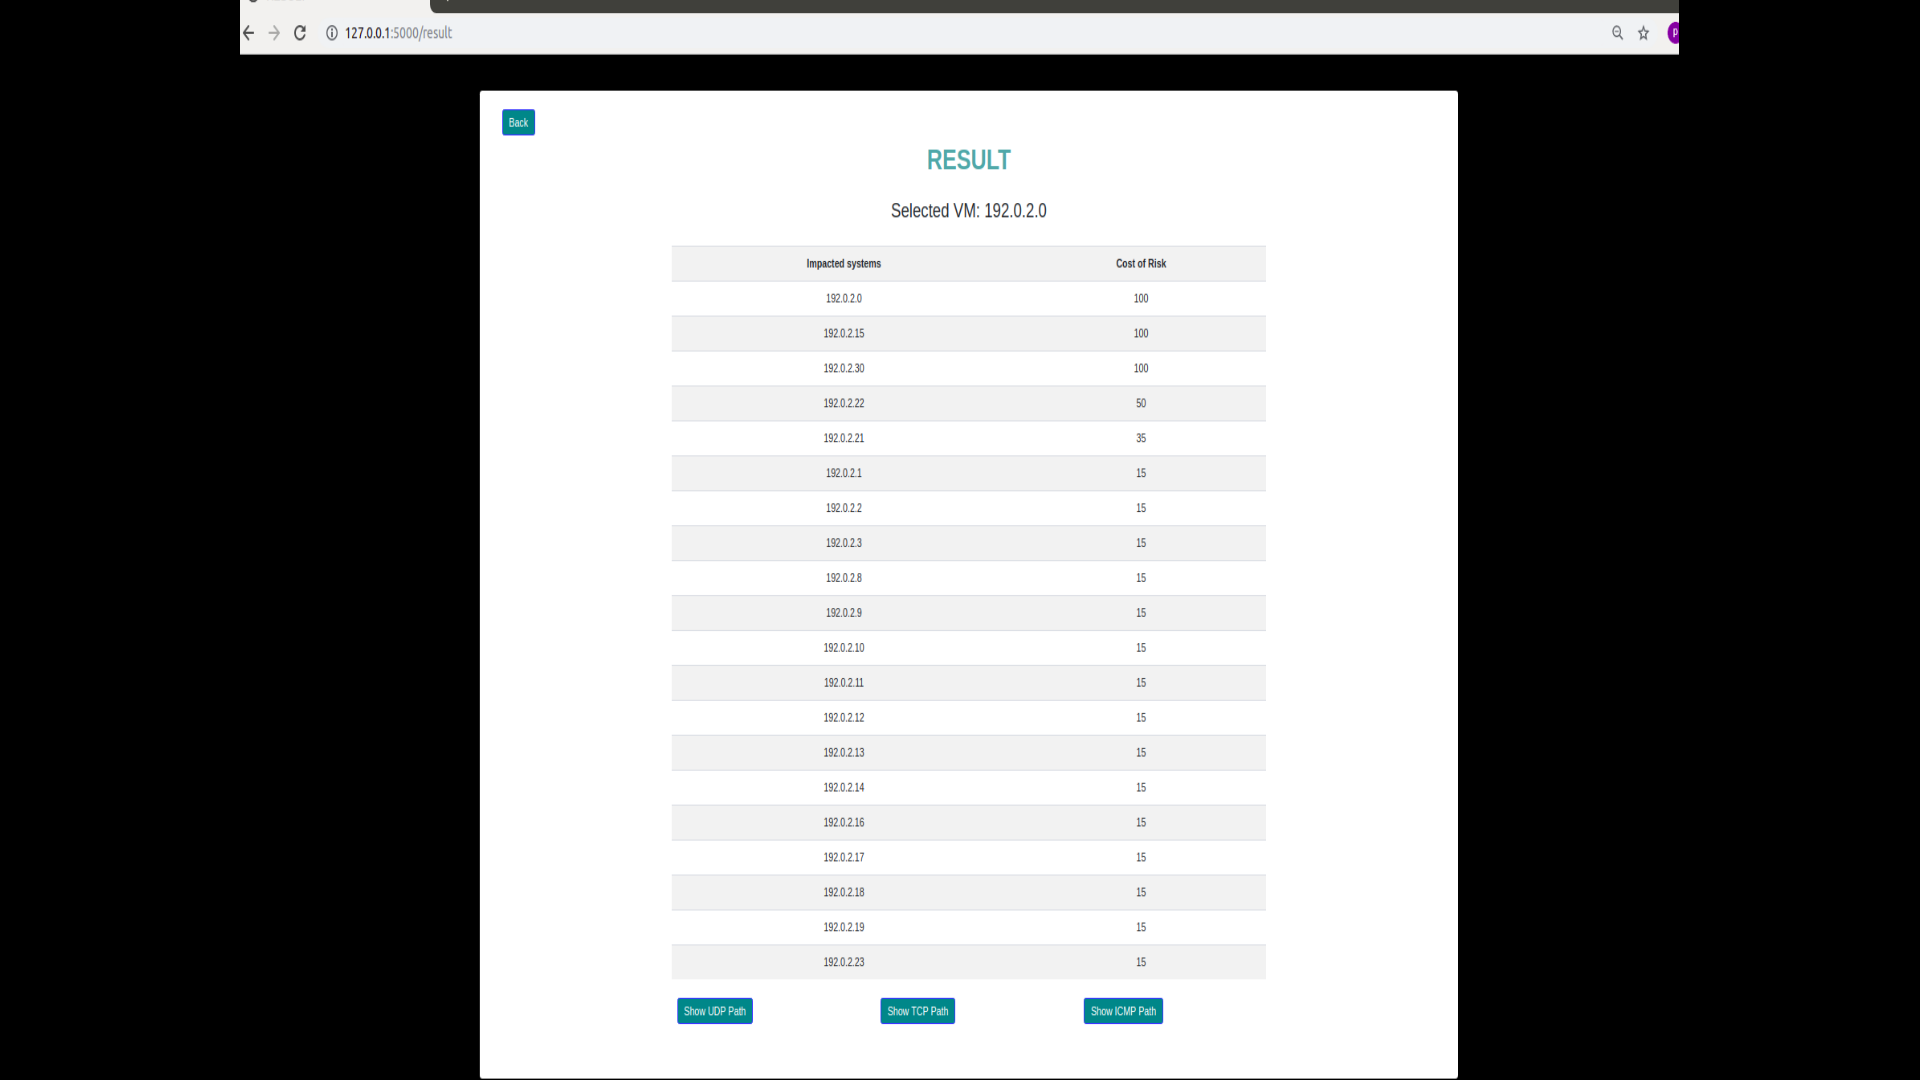 127.0.0.1:5000/result
P
Back
RESULT
Selected VM: 192.0.2.0
Impacted systems Cost of Risk
192.0.2.0 100
192.0.2.15 100
192.0.2.30 100
192.0.2.22 50
192.0.2.21 35
192.0.2.1 15
192.0.2.2 15
192.0.2.3 15
192.0.2.8 15
192.0.2.9 15
192.0.2.10 15
192.0.2.11 15
192.0.2.12 15
192.0.2.13 15
192.0.2.14 15
192.0.2.16 15
192.0.2.17 15
192.0.2.18 15
192.0.2.19 15
192.0.2.23 15
Show UDP Path Show TCP Path Show ICMP Path